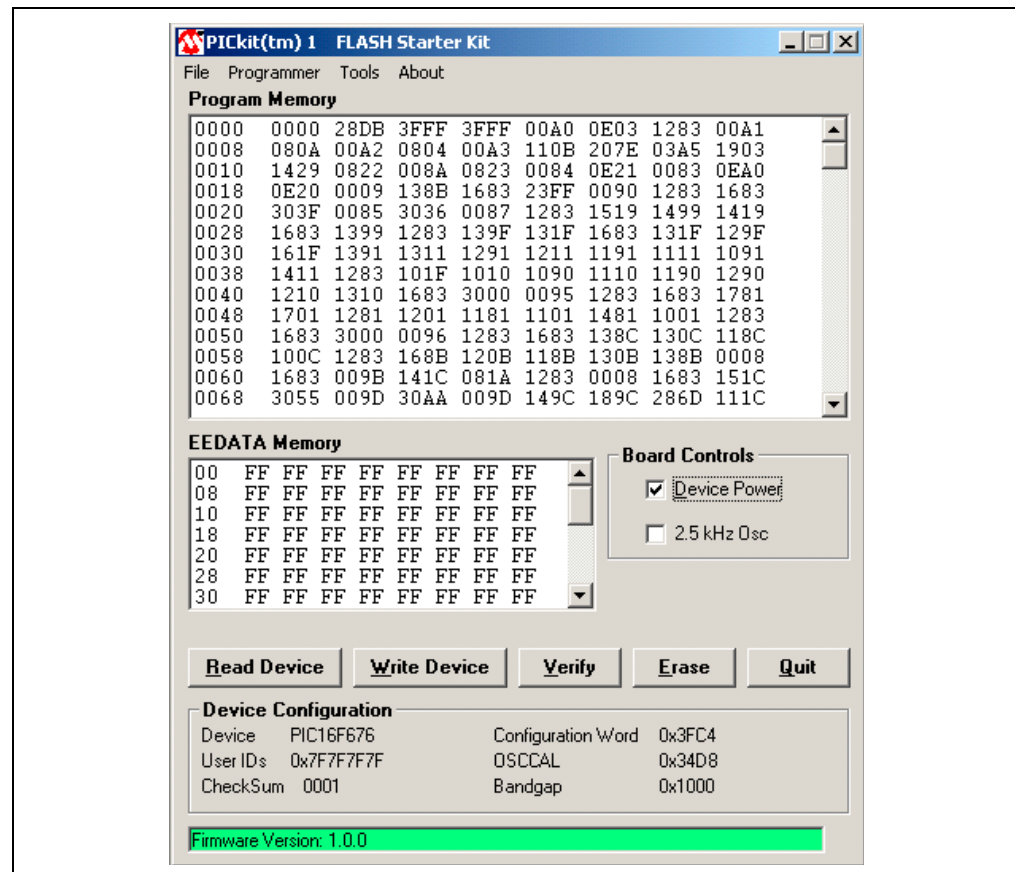 PICkit(tm) 1 FLASH Starter Kit
File Programmer Tools About
Program Memory
0000 0000 28DB 3FFF 3FFF 00A0 0E03 1283 00A1
0008 080A 00A2 0804 00A3 110B 207E 03A5 1903
0010 1429 0822 008A 0823 0084 0E21 0083 0EA0
0018 0E20 0009 138B 1683 23FF 0090 1283 1683
0020 303F 0085 3036 0087 1283 1519 1499 1419
0028 1683 1399 1283 139F 131F 1683 131F 129F
0030 161F 1391 1311 1291 1211 1191 1111 1091
0038 1411 1283 101F 1010 1090 1110 1190 1290
0040 1210 1310 1683 3000 0095 1283 1683 1781
0048 1701 1281 1201 1181 1101 1481 1001 1283
0050 1683 3000 0096 1283 1683 138C 130C 118C
0058 100C 1283 168B 120B 118B 130B 138B 0008
0060 1683 009B 141C 081A 1283 0008 1683 151C
0068 3055 009D 30AA 009D 149C 189C 286D 111C
EEDATA Memory
00 FF FF FF FF FF FF FF FF
08 FF FF FF FF FF FF FF FF
10 FF FF FF FF FF FF FF FF
18 FF FF FF FF FF FF FF FF
20 FF FF FF FF FF FF FF FF
28 FF FF FF FF FF FF FF FF
30 FF FF FF FF FF FF FF FF
Board Controls
Device Power
2.5 kHz Osc
Read Device Write Device Verify Erase Quit
Device Configuration
Device PIC16F676 Configuration Word 0x3FC4
User IDs 0x7F7F7F7F OSCCAL 0x34D8
CheckSum 0001 Bandgap 0x1000
Firmware Version: 1.0.0